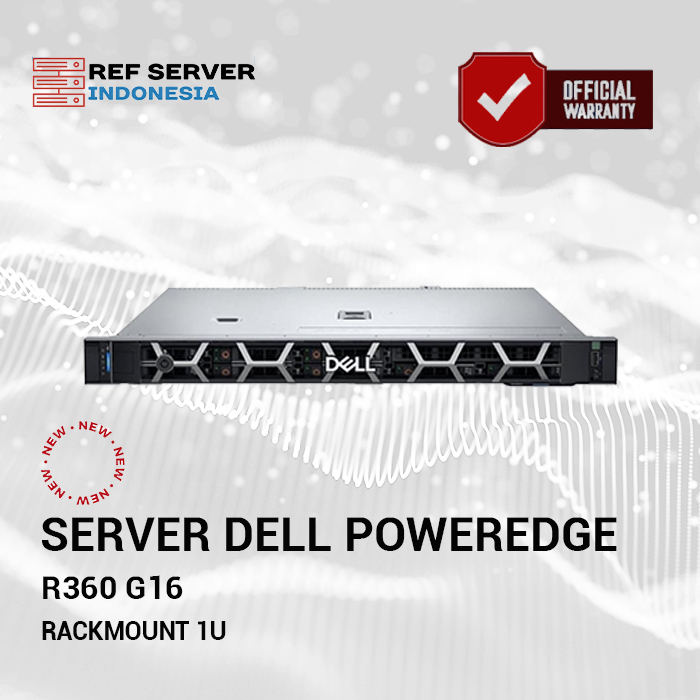 REF SERVER
INDONESIA
OFFICIAL
WARRANTY
DELL
NEW • NEW • NEW • NEW • NEW •
SERVER DELL POWEREDGE
R360 G16
RACKMOUNT 1U